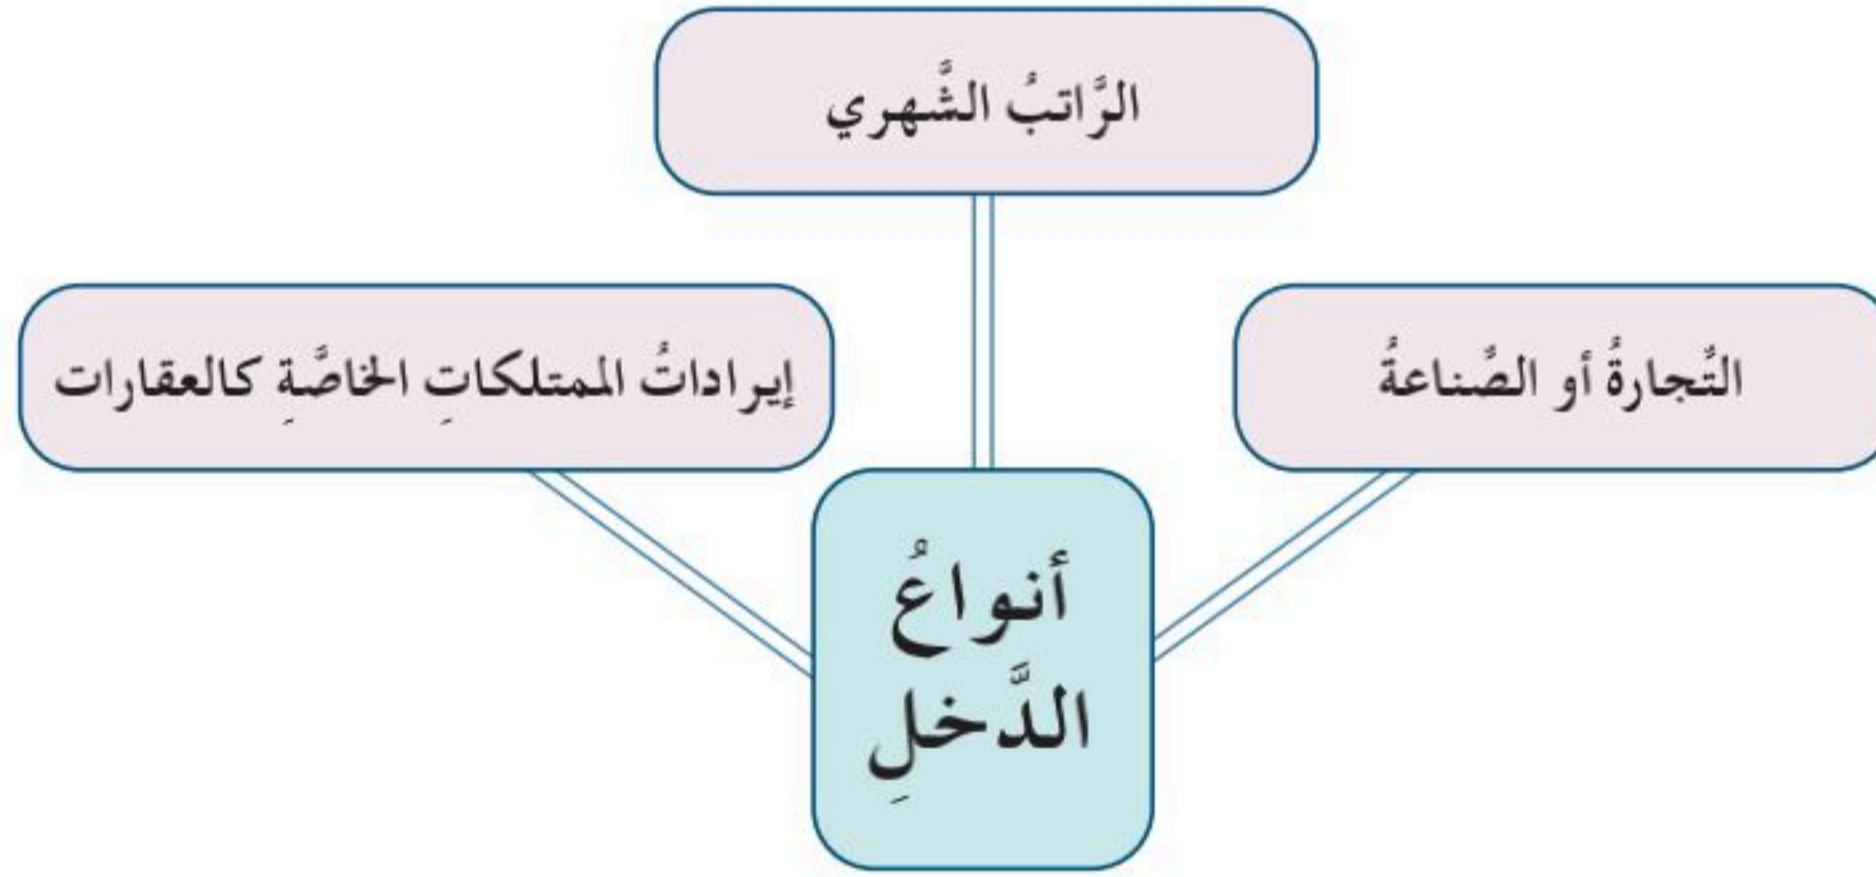 الرَّاتبُ الشَّهري
التِّجارةُ أو الصِّناعةُ
إيراداتُ الممتلكاتِ الخاصَّةِ كالعقارات
أنواعُ
الدَّخلِ